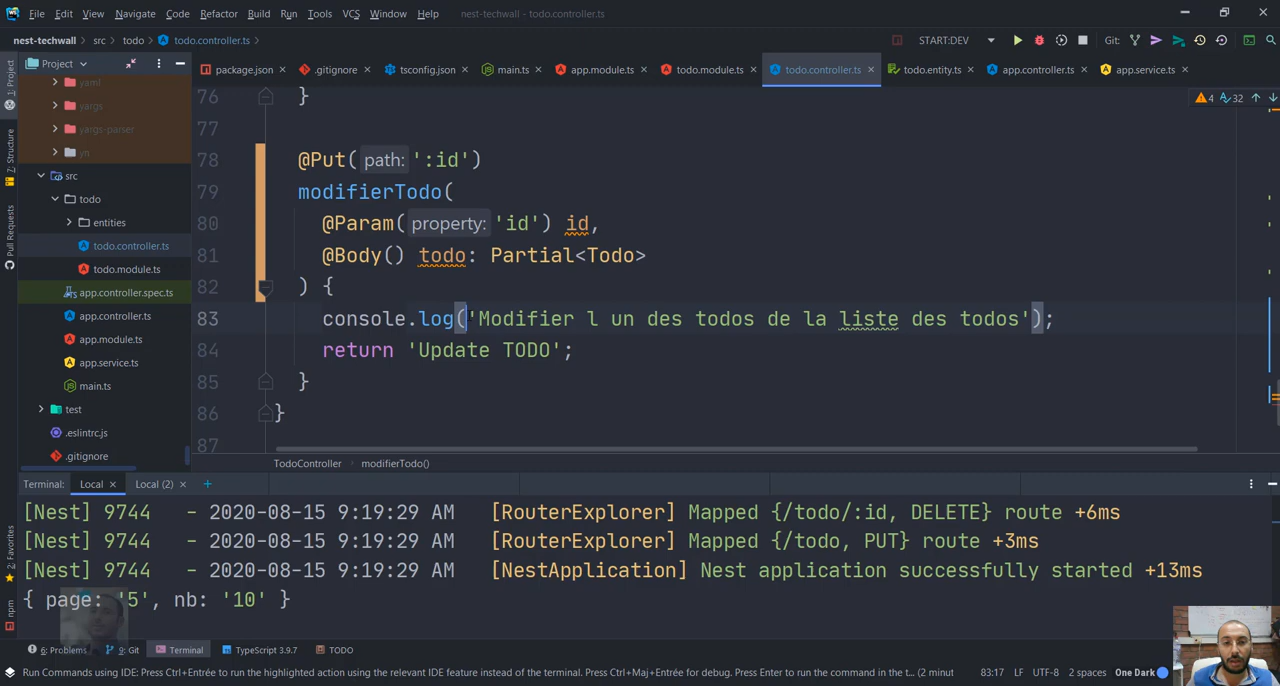 File Edit View Navigate Code Refactor Build Run Tools VCS Window Help nest-techwall - todo.controller.ts
nest-techwall src todo todo.controller.ts START:DEV Git:
Project package.json .gitignore tsconfig.json main.ts app.module.ts todo.module.ts todo.controller.ts todo.entity.ts app.controller.ts app.service.ts
1: Project
7: Structure
Pull Requests
2: Favorites
npm
yaml
yargs
yargs-parser
yn
src
todo
entities
todo.controller.ts
todo.module.ts
app.controller.spec.ts
app.controller.ts
app.module.ts
app.service.ts
main.ts
test
.eslintrc.js
.gitignore
4 32
76 }
77
78 @Put( path: ':id')
79 modifierTodo(
80 @Param( property: 'id') id,
81 @Body() todo: Partial<Todo>
82 ) {
83 console.log('Modifier l un des todos de la liste des todos');
84 return 'Update TODO';
85 }
86 }
87
TodoController modifierTodo()
Terminal: Local Local (2) +
[Nest] 9744 - 2020-08-15 9:19:29 AM [RouterExplorer] Mapped {/todo/:id, DELETE} route +6ms
[Nest] 9744 - 2020-08-15 9:19:29 AM [RouterExplorer] Mapped {/todo, PUT} route +3ms
[Nest] 9744 - 2020-08-15 9:19:29 AM [NestApplication] Nest application successfully started +13ms
{ page: '5', nb: '10' }
6: Problems 9: Git Terminal TypeScript 3.9.7 TODO
Run Commands using IDE: Press Ctrl+Entrée to run the highlighted action using the relevant IDE feature instead of the terminal. Press Ctrl+Maj+Entrée for debug. Press Enter to run the command in the t... (2 minut 83:17 LF UTF-8 2 spaces One Dark